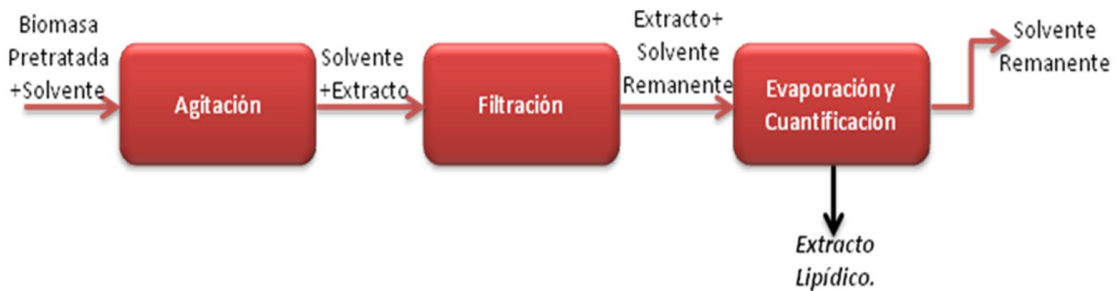 Biomasa
Pretratada
+Solvente
Agitación
Solvente
+Extracto
Filtración
Extracto+
Solvente
Remanente
Evaporación y
Cuantificación
Solvente
Remanente
Extracto
Lipídico.